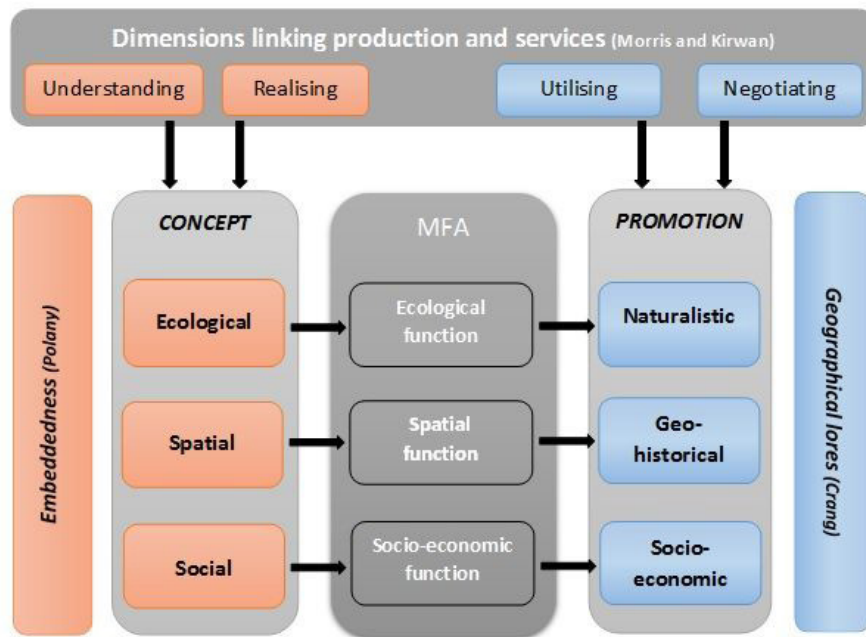 Dimensions linking production and services (Morris and Kirwan)
Understanding
Realising
Utilising
Negotiating
Embeddedness (Polany)
CONCEPT
Ecological
Spatial
Social
MFA
Ecological
function
Spatial
function
Socio-economic
function
PROMOTION
Naturalistic
Geo-
historical
Socio-
economic
Geographical lores (Crang)